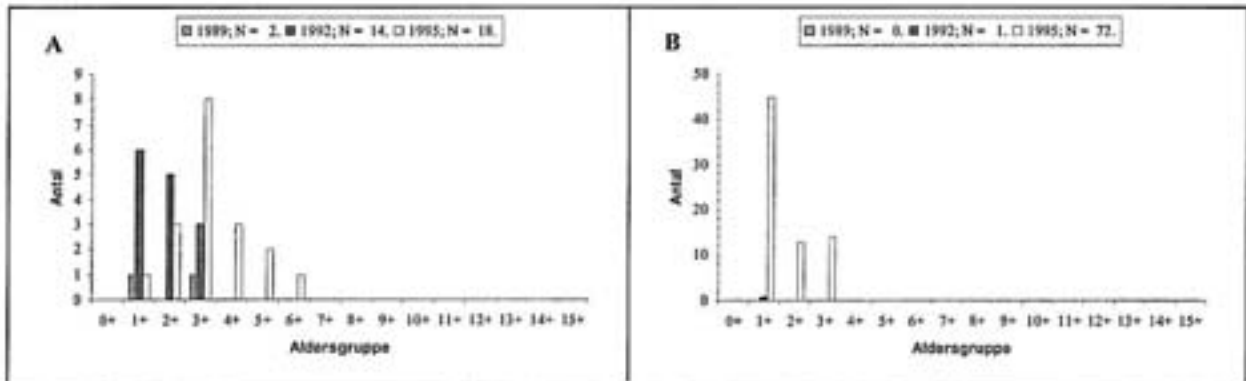 A
1989; N = 2. 1992; N = 14. 1995; N = 18.
Antal
9
8
7
6
5
4
3
2
1
0
0+ 1+ 2+ 3+ 4+ 5+ 6+ 7+ 8+ 9+ 10+ 11+ 12+ 13+ 14+ 15+
Aldersgruppe
B
1989; N = 0. 1992; N = 1. 1995; N = 72.
Antal
50
40
30
20
10
0
0+ 1+ 2+ 3+ 4+ 5+ 6+ 7+ 8+ 9+ 10+ 11+ 12+ 13+ 14+ 15+
Aldersgruppe